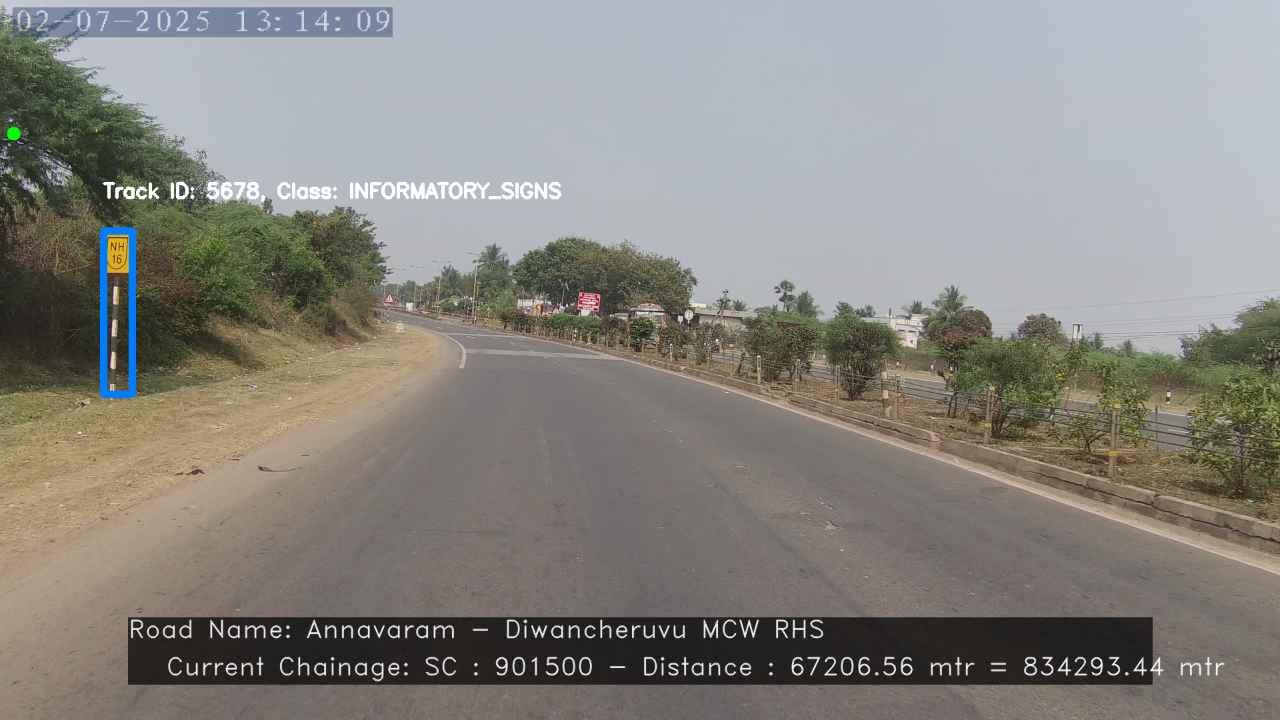 02-07-2025 13:14:09
Track ID: 5678, Class: INFORMATORY_SIGNS
NH
16
Road Name: Annavaram - Diwancheruvu MCW RHS
Current Chainage: SC : 901500 - Distance : 67206.56 mtr = 834293.44 mtr